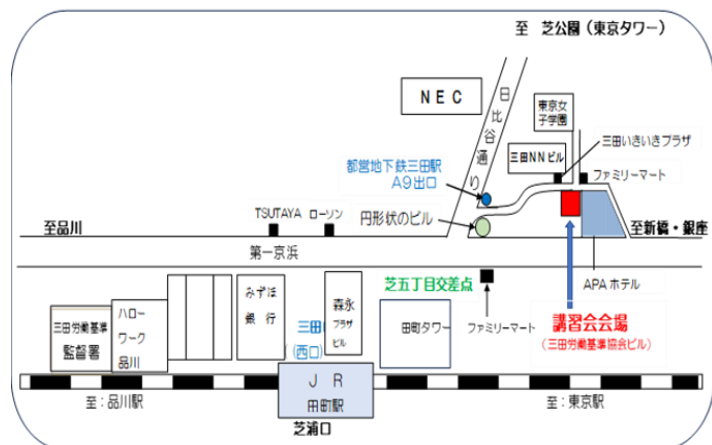 至 芝公園（東京タワー）
NEC
日比谷通り
東京女
子学園
三田いきいきプラザ
三田NNビル
ファミリーマート
都営地下鉄三田駅
A9出口
TSUTAYA ローソン
円形状のビル
至品川
至新橋・銀座
第一京浜
芝五丁目交差点
APAホテル
みずほ
銀行
森永
プラザ
ビル
三田労働基準
監督署
ハロー
ワーク
品川
三田
(西口)
田町タワー
ファミリーマート
講習会会場
（三田労働基準協会ビル）
JR
田町駅
至：品川駅
至：東京駅
芝浦口